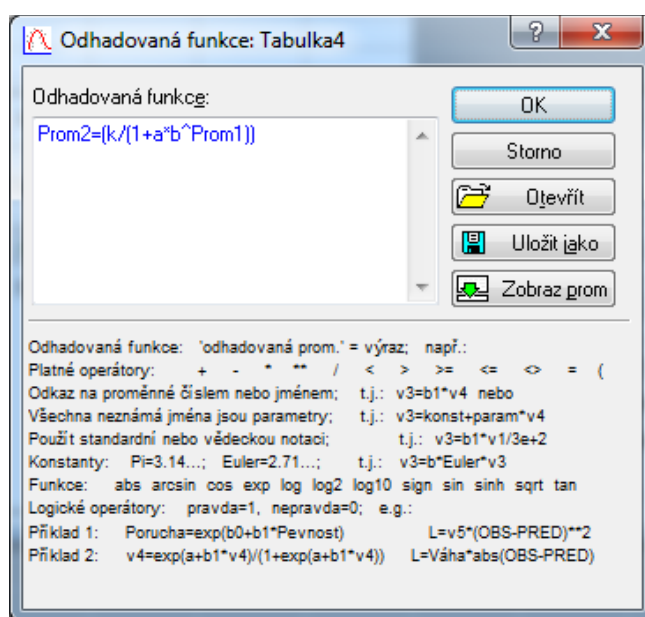 Odhadovaná funkce: Tabulka4
Odhadovaná funkce:
Prom2=(k/(1+a*b^Prom1))
OK
Storno
Otevřít
Uložit jako
Zobraz prom
Odhadovaná funkce: 'odhadovaná prom.' = výraz; např.:
Platné operátory: + - * ** / < > >= <= <> = (
Odkaz na proměnné číslem nebo jménem; t.j.: v3=b1*v4 nebo
Všechna neznámá jména jsou parametry; t.j.: v3=konst+param*v4
Použít standardní nebo vědeckou notaci; t.j.: v3=b1*v1/3e+2
Konstanty: Pi=3.14...; Euler=2.71...; t.j.: v3=b*Euler*v3
Funkce: abs arcsin cos exp log log2 log10 sign sin sinh sqrt tan
Logické operátory: pravda=1, nepravda=0; e.g.:
Příklad 1: Porucha=exp(b0+b1*Pevnost) L=v5*(OBS-PRED)**2
Příklad 2: v4=exp(a+b1*v4)/(1+exp(a+b1*v4)) L=Váha*abs(OBS-PRED)